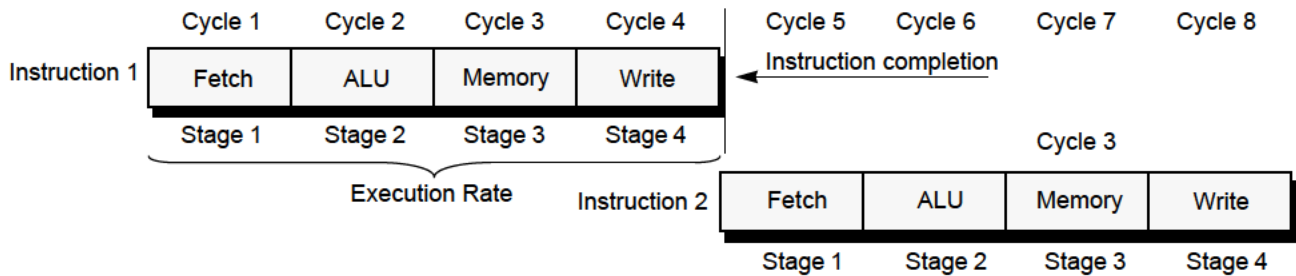 Cycle 1 Cycle 2 Cycle 3 Cycle 4 Cycle 5 Cycle 6 Cycle 7 Cycle 8
Instruction 1 Fetch ALU Memory Write Instruction completion
Stage 1 Stage 2 Stage 3 Stage 4
Cycle 3
Execution Rate
Instruction 2 Fetch ALU Memory Write
Stage 1 Stage 2 Stage 3 Stage 4